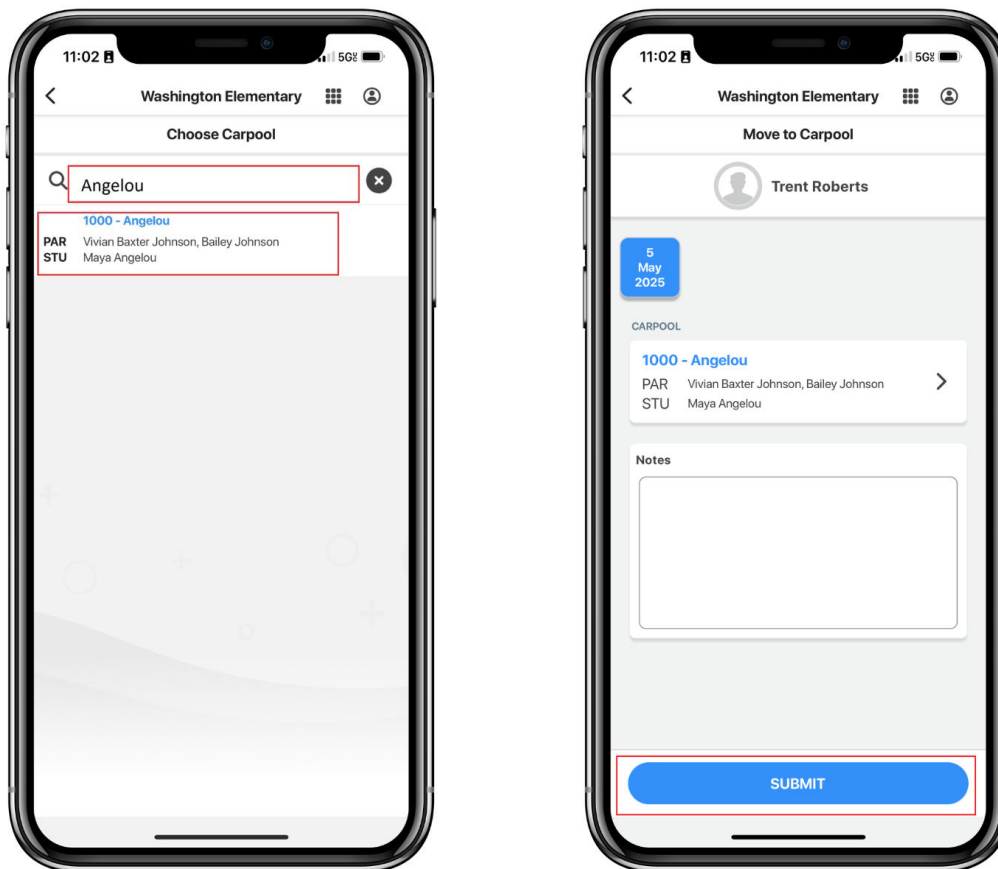 11:02 5G
Washington Elementary
Choose Carpool
Angelou
1000 - Angelou
PAR Vivian Baxter Johnson, Bailey Johnson
STU Maya Angelou
11:02 5G
Washington Elementary
Move to Carpool
Trent Roberts
5
May
2025
CARPOOL
1000 - Angelou
PAR Vivian Baxter Johnson, Bailey Johnson
STU Maya Angelou
Notes
SUBMIT